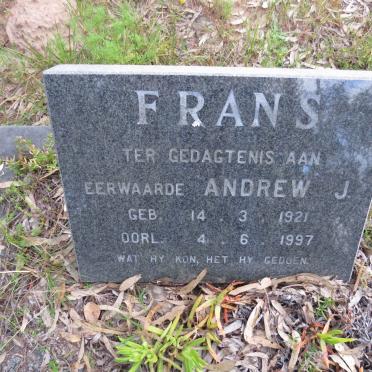 FRANS
TER GEDAGTENIS AAN
EERWAARDE ANDREW J
GEB. 14 . 3 . 1921
OORL. 4 . 6 . 1997
WAT HY KON, HET HY GEDOEN.